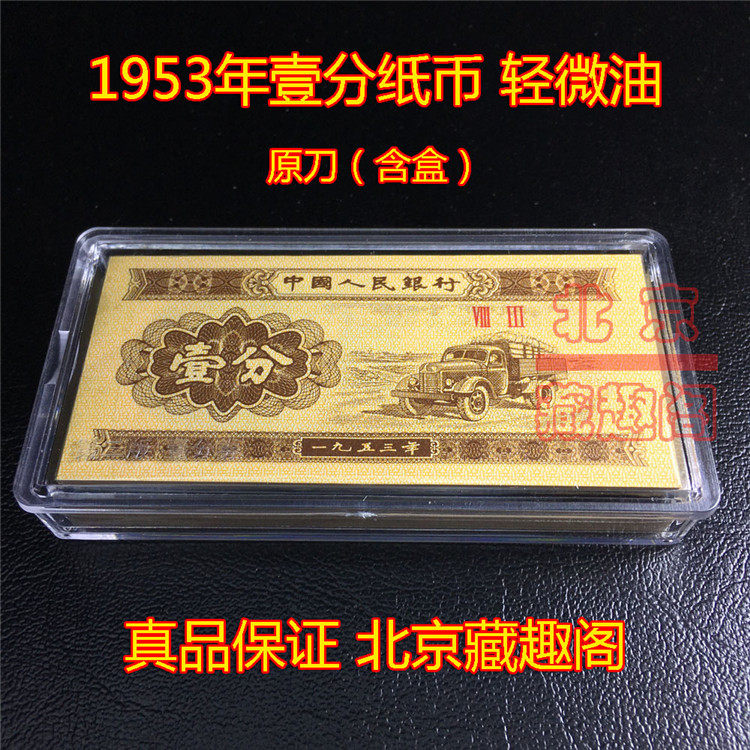 1953年壹分纸币 轻微油
原刀（含盒）
中國人民銀行
VIII III
壹分
一九五三年
北京
藏趣阁
真品保证 北京藏趣阁